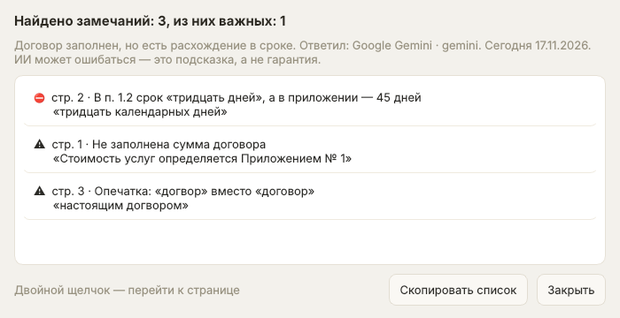 Найдено замечаний: 3, из них важных: 1
Договор заполнен, но есть расхождение в сроке. Ответил: Google Gemini · gemini. Сегодня 17.11.2026.
ИИ может ошибаться — это подсказка, а не гарантия.
стр. 2 · В п. 1.2 срок «тридцать дней», а в приложении — 45 дней
«тридцать календарных дней»
стр. 1 · Не заполнена сумма договора
«Стоимость услуг определяется Приложением № 1»
стр. 3 · Опечатка: «догвор» вместо «договор»
«настоящим догвором»
Двойной щелчок — перейти к странице
Скопировать список
Закрыть